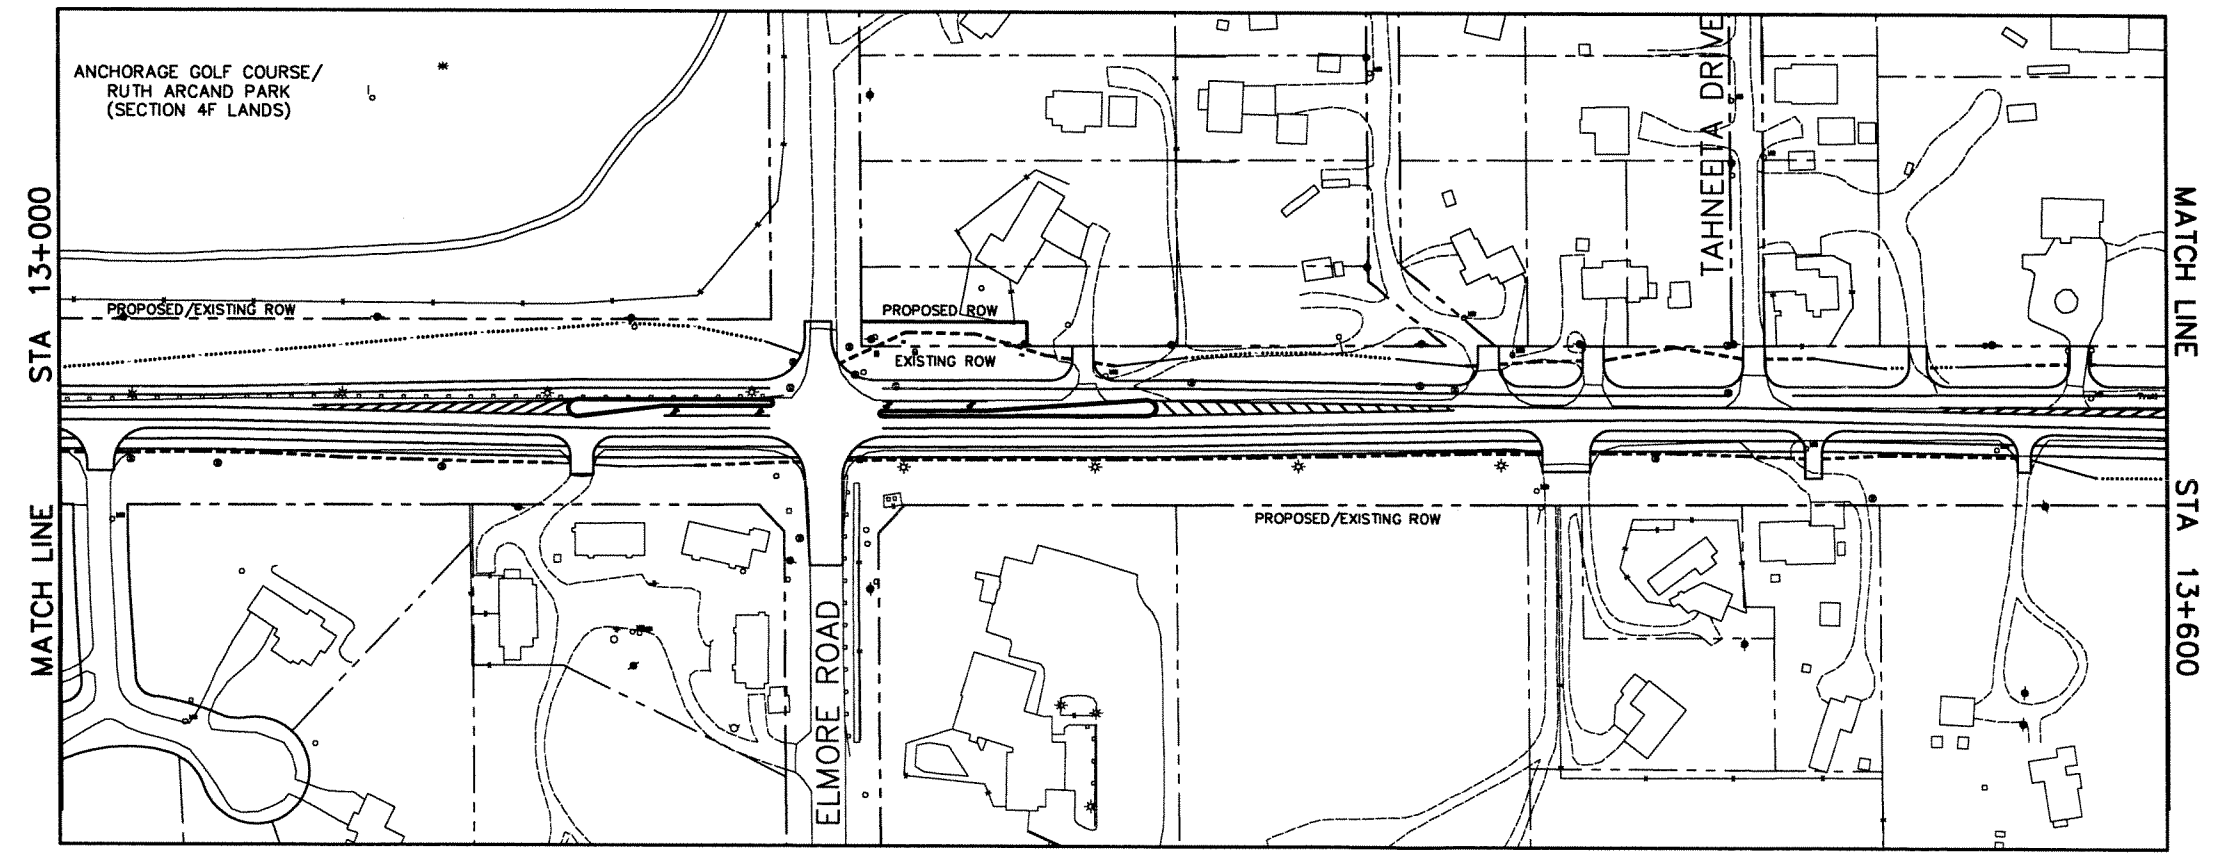 ANCHORAGE GOLF COURSE/
RUTH ARCAND PARK
(SECTION 4F LANDS)
TAHNEETA DRIVE
STA 13+000
MATCH LINE
PROPOSED/EXISTING ROW
PROPOSED ROW
EXISTING ROW
MATCH LINE
STA 13+600
PROPOSED/EXISTING ROW
ELMORE ROAD